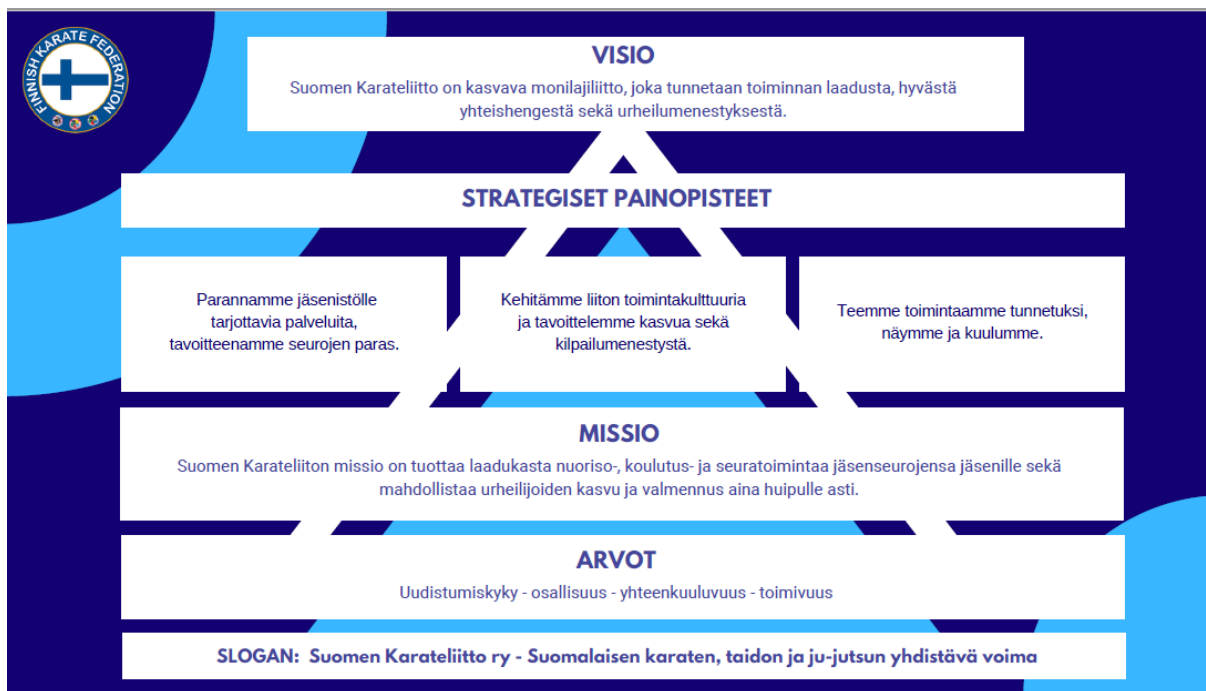 FINNISH KARATE FEDERATION
VISIO
Suomen Karateliitto on kasvava monilajiliitto, joka tunnetaan toiminnan laadusta, hyvästä
yhteishengestä sekä urheilumenestyksestä.
STRATEGISET PAINOPISTEET
Parannamme jäsenistölle
tarjottavia palveluita,
tavoitteenamme seurojen paras.
Kehitämme liiton toimintakulttuuria
ja tavoittelemme kasvua sekä
kilpailumenestystä.
Teemme toimintaamme tunnetuksi,
näymme ja kuulumme.
MISSIO
Suomen Karateliiton missio on tuottaa laadukasta nuoriso-, koulutus- ja seuratoimintaa jäsenseurojensa jäsenille sekä
mahdollistaa urheilijoiden kasvu ja valmennus aina huipulle asti.
ARVOT
Uudistumiskyky - osallisuus - yhteenkuuluvuus - toimivuus
SLOGAN: Suomen Karateliitto ry - Suomalaisen karaten, taidon ja ju-jutsun yhdistävä voima